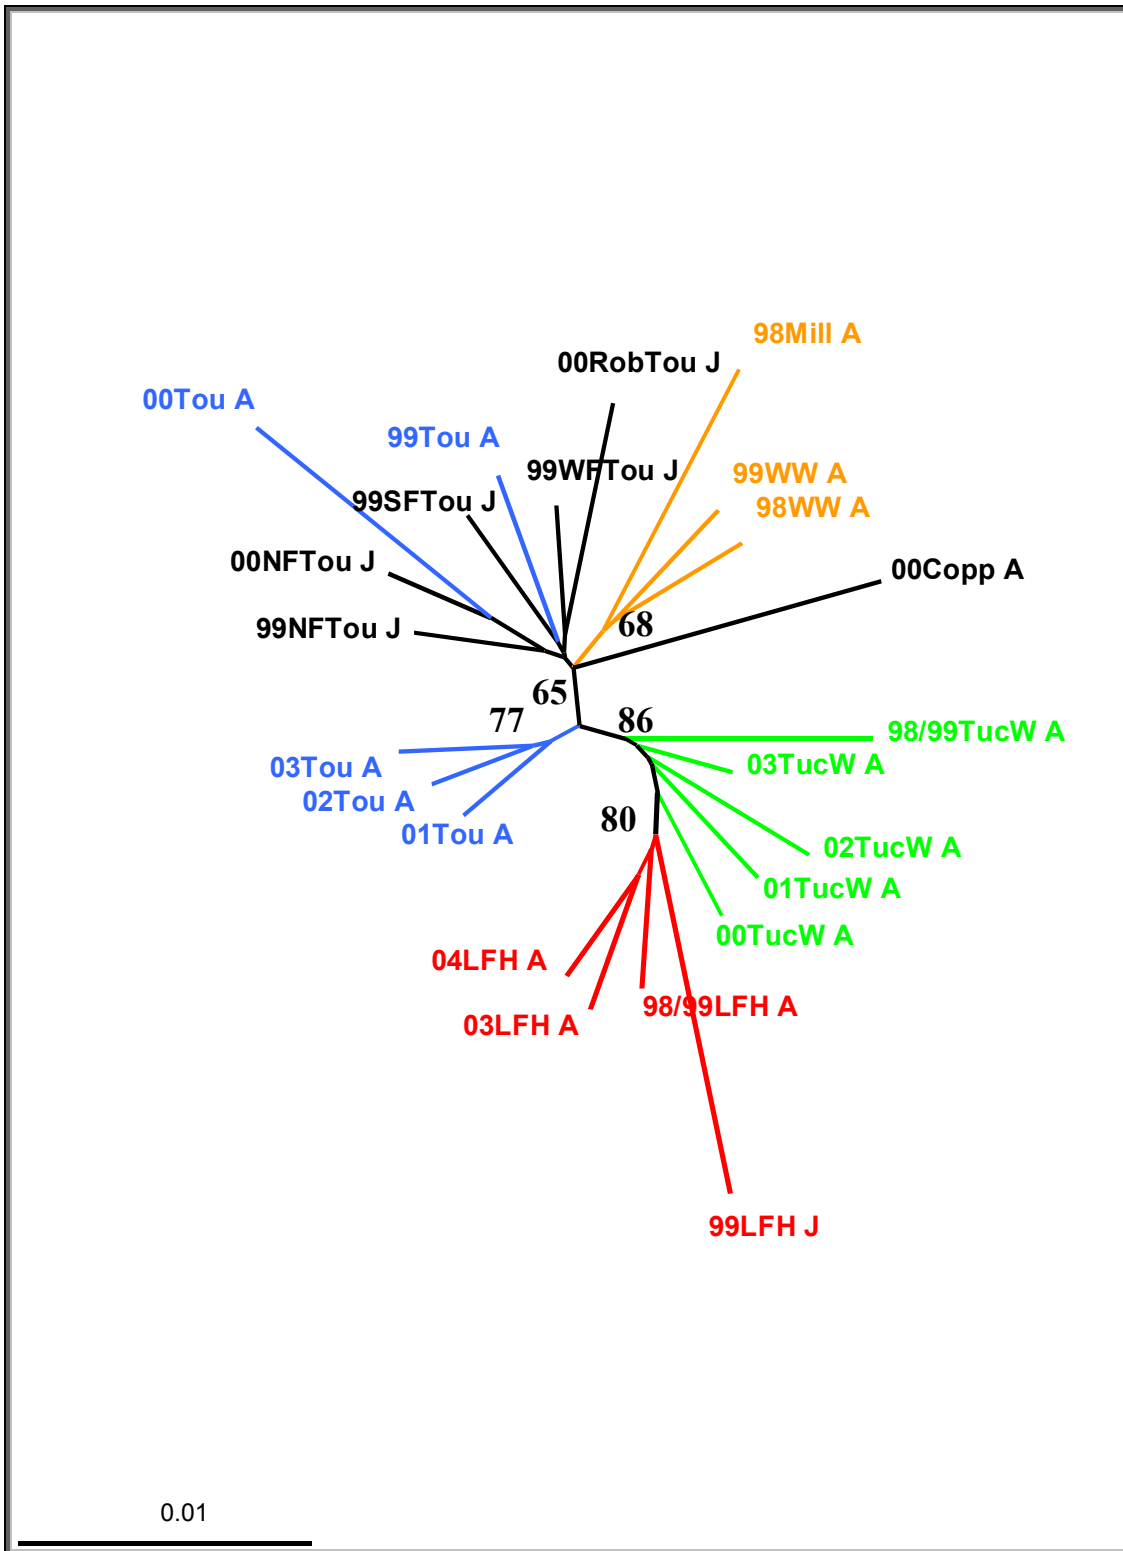 98Mill A
00RobTou J
00Tou A
99Tou A
99WFTou J
99WW A
99SFTou J
98WW A
00NFTou J
00Copp A
99NFTou J
68
65
77
86
98/99TucW A
03Tou A
03TucW A
02Tou A
80
01Tou A
02TucW A
01TucW A
00TucW A
04LFH A
98/99LFH A
03LFH A
99LFH J
0.01